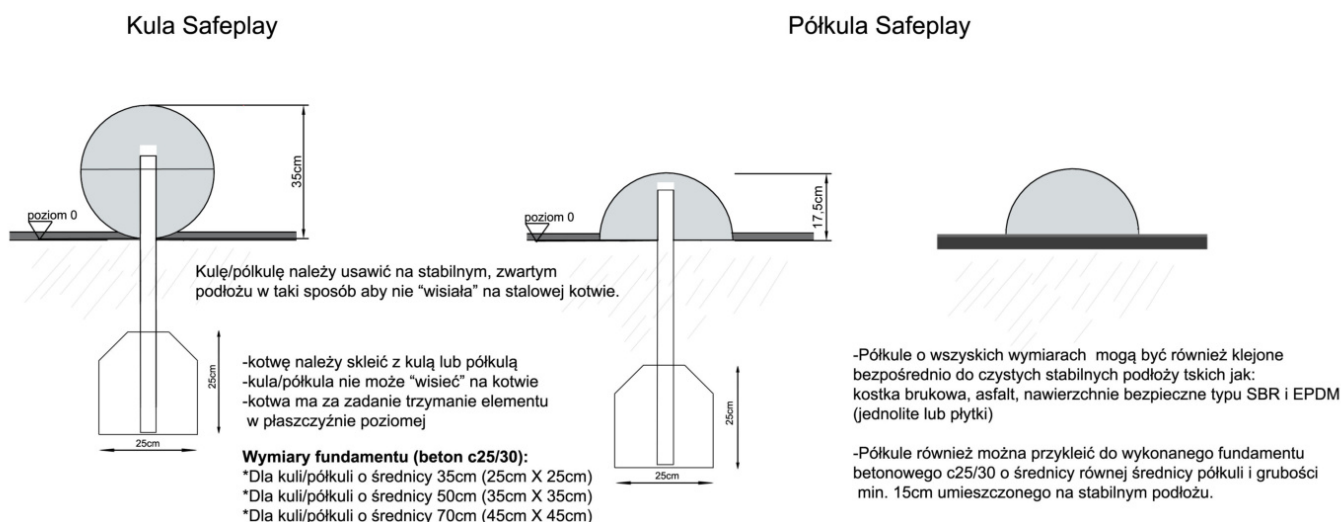 Kula Safeplay
Półkula Safeplay
poziom 0
35cm
poziom 0
17,5cm
Kulę/pólkulę należy usawić na stabilnym, zwartym
podłożu w taki sposób aby nie “wisiała” na stalowej kotwie.
25cm
25cm
-kotwę należy skleić z kulą lub półkulą
-kula/półkula nie może “wisieć” na kotwie
-kotwa ma za zadanie trzymanie elementu
w płaszczyźnie poziomej
Wymiary fundamentu (beton c25/30):
*Dla kuli/półkuli o średnicy 35cm (25cm X 25cm)
*Dla kuli/półkuli o średnicy 50cm (35cm X 35cm)
*Dla kuli/półkuli o średnicy 70cm (45cm X 45cm)
25cm
25cm
-Półkule o wszyskich wymiarach mogą być również klejone
bezpośrednio do czystych stabilnych podłoży tskich jak:
kostka brukowa, asfalt, nawierzchnie bezpieczne typu SBR i EPDM
(jednolite lub płytki)
-Półkule również można przykleić do wykonanego fundamentu
betonowego c25/30 o średnicy równej średnicy półkuli i grubości
min. 15cm umieszczonego na stabilnym podłożu.